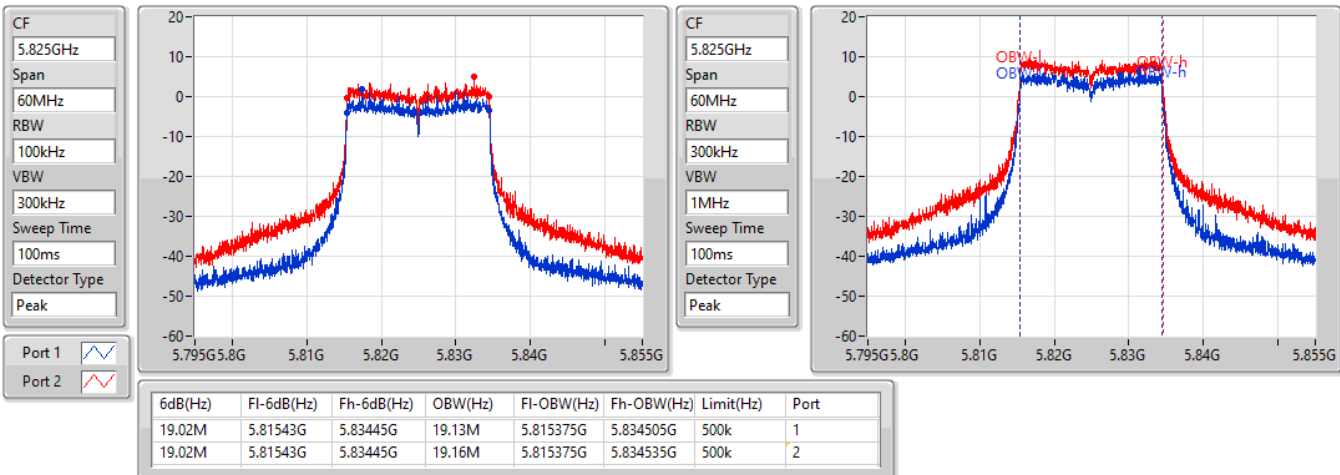 CF
5.825GHz
Span
60MHz
RBW
100kHz
VBW
300kHz
Sweep Time
100ms
Detector Type
Peak
Port 1
Port 2
20
10
0
-10
-20
-30
-40
-50
-60
5.795G 5.8G 5.81G 5.82G 5.83G 5.84G 5.855G
CF
5.825GHz
Span
60MHz
RBW
300kHz
VBW
1MHz
Sweep Time
100ms
Detector Type
Peak
20
10
0
-10
-20
-30
-40
-50
-60
OBW-l OBW-h
OBW-h
5.795G 5.8G 5.81G 5.82G 5.83G 5.84G 5.855G
6dB(Hz) Fl-6dB(Hz) Fh-6dB(Hz) OBW(Hz) Fl-OBW(Hz) Fh-OBW(Hz) Limit(Hz) Port
19.02M 5.81543G 5.83445G 19.13M 5.815375G 5.834505G 500k 1
19.02M 5.81543G 5.83445G 19.16M 5.815375G 5.834535G 500k 2